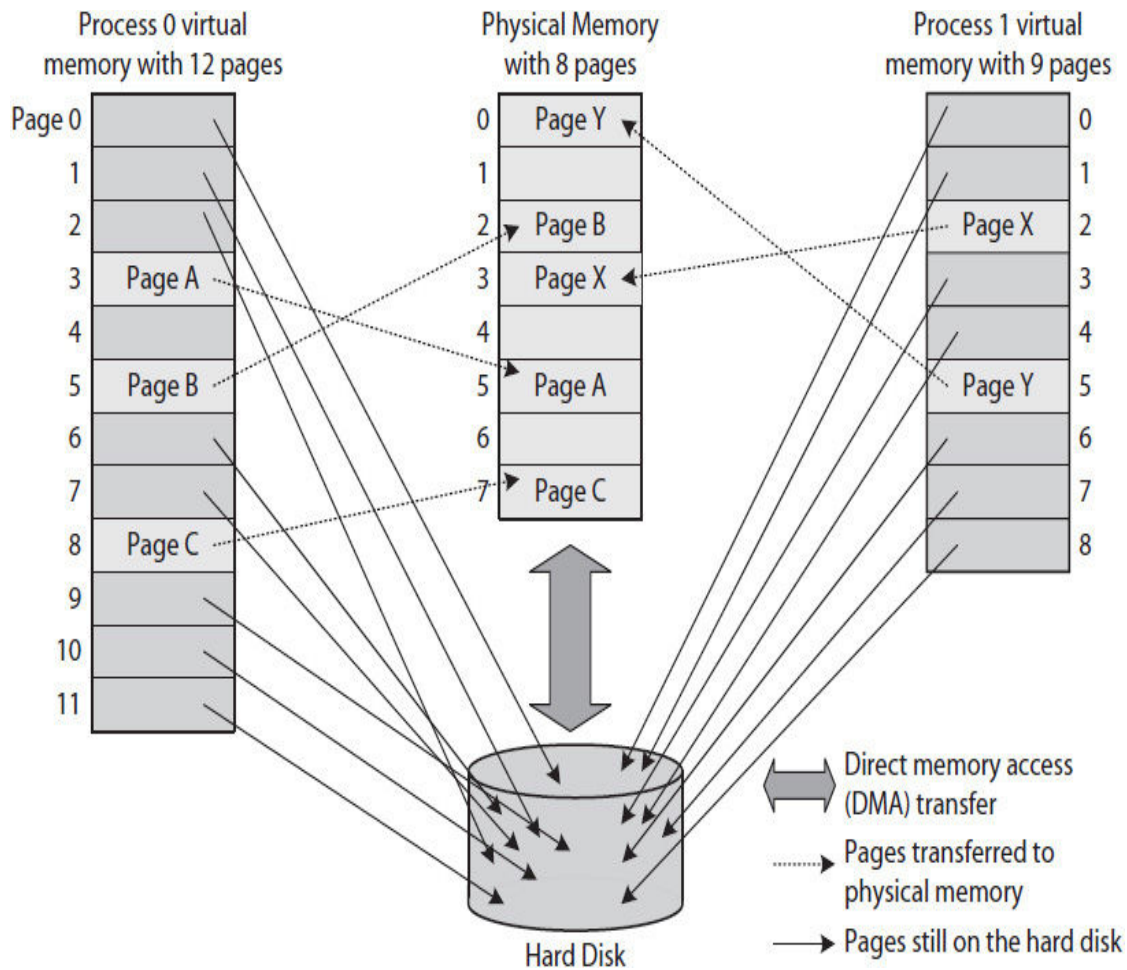 Process 0 virtual
memory with 12 pages
Page 0
1
2
3
4
5
6
7
8
9
10
11
Page A
Page B
Page C
Physical Memory
with 8 pages
0
1
2
3
4
5
6
7
Page Y
Page B
Page X
Page A
Page C
Process 1 virtual
memory with 9 pages
Page X
Page Y
0
1
2
3
4
5
6
7
8
Hard Disk
Direct memory access
(DMA) transfer
Pages transferred to
physical memory
Pages still on the hard disk